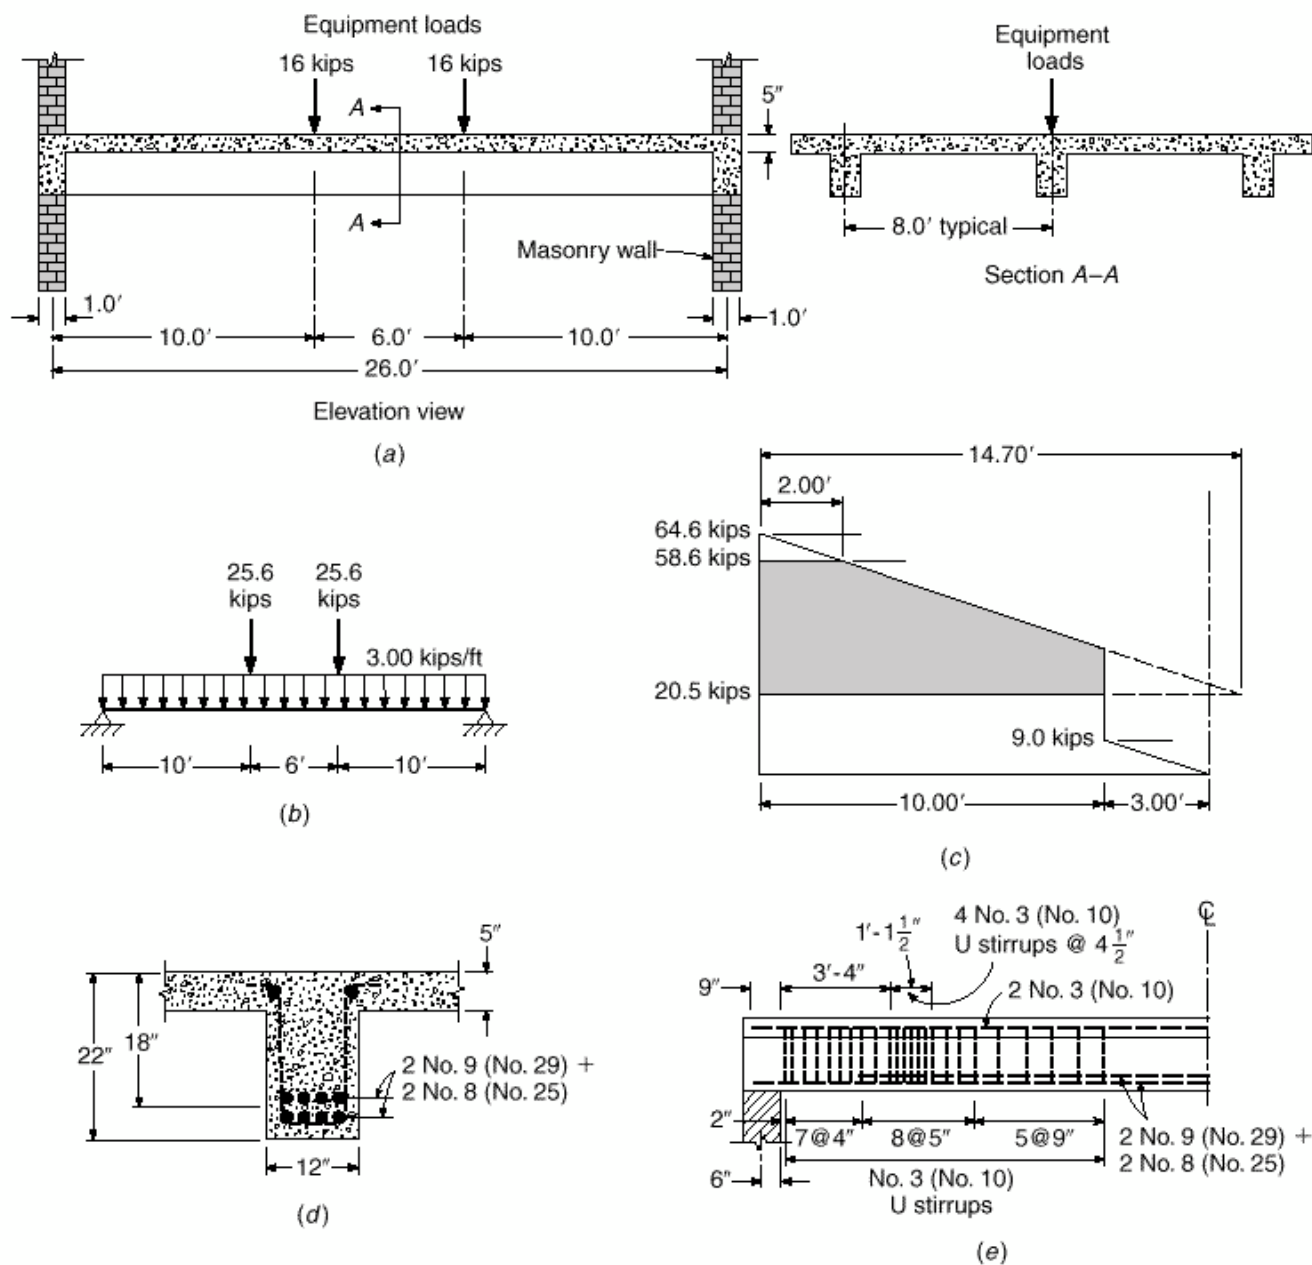 Equipment loads
16 kips 16 kips
A
A
Masonry wall
1.0′
1.0′
10.0′ 6.0′ 10.0′
26.0′
Elevation view
(a)
Equipment
loads
5″
8.0′ typical
Section A–A
25.6
kips
25.6
kips
3.00 kips/ft
10′ 6′ 10′
(b)
14.70′
2.00′
64.6 kips
58.6 kips
20.5 kips
9.0 kips
10.00′ 3.00′
(c)
5″
22″
18″
2 No. 9 (No. 29) +
2 No. 8 (No. 25)
12″
(d)
4 No. 3 (No. 10)
U stirrups @ 4 1/2″
1′-1 1/2″
℄
9″
3′-4″
2 No. 3 (No. 10)
2″
7 @ 4″ 8 @ 5″ 5 @ 9″
2 No. 9 (No. 29) +
2 No. 8 (No. 25)
6″
No. 3 (No. 10)
U stirrups
(e)